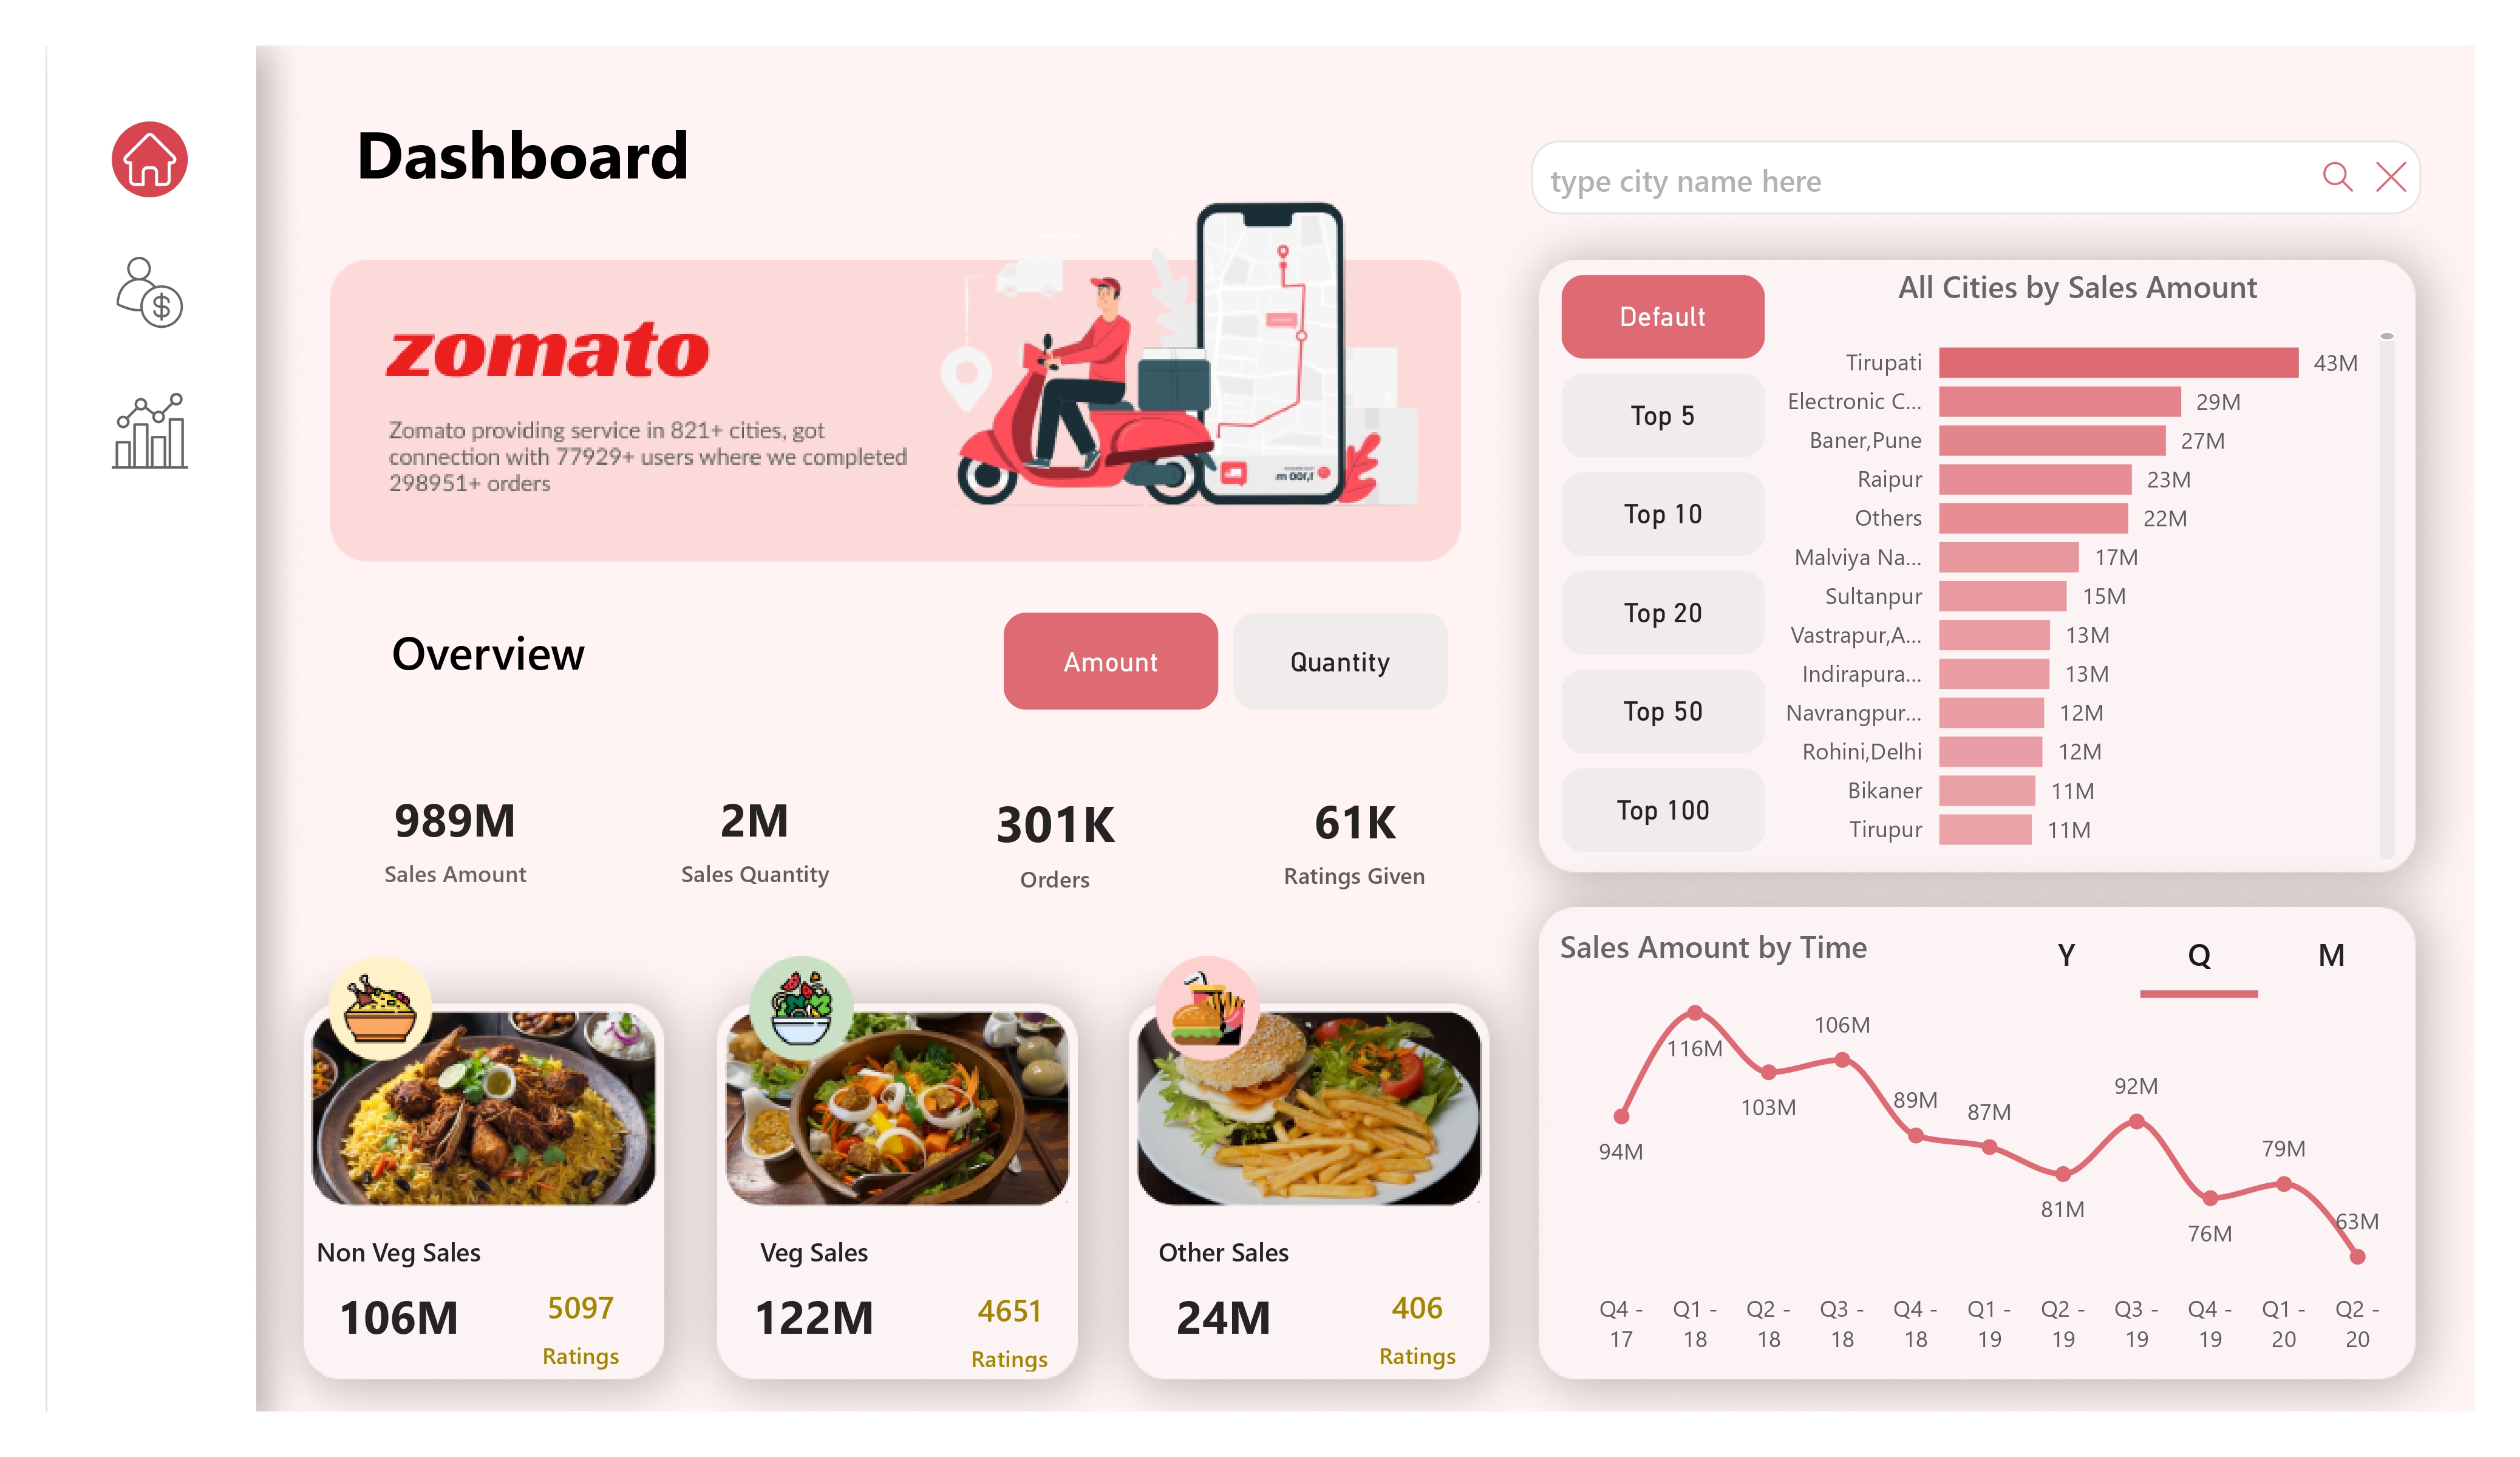 Dashboard
type city name here
zomato
Zomato providing service in 821+ cities, got
connection with 77929+ users where we completed
298951+ orders
Overview
Amount
Quantity
989M
Sales Amount
2M
Sales Quantity
301K
Orders
61K
Ratings Given
Non Veg Sales
106M
5097
Ratings
Veg Sales
122M
4651
Ratings
Other Sales
24M
406
Ratings
Default
Top 5
Top 10
Top 20
Top 50
Top 100
All Cities by Sales Amount
Tirupati 43M
Electronic C... 29M
Baner,Pune 27M
Raipur 23M
Others 22M
Malviya Na... 17M
Sultanpur 15M
Vastrapur,A... 13M
Indirapura... 13M
Navrangpur... 12M
Rohini,Delhi 12M
Bikaner 11M
Tirupur 11M
Sales Amount by Time
Y Q M
94M
116M
103M
106M
89M
87M
81M
92M
76M
79M
63M
Q4 - 17
Q1 - 18
Q2 - 18
Q3 - 18
Q4 - 18
Q1 - 19
Q2 - 19
Q3 - 19
Q4 - 19
Q1 - 20
Q2 - 20